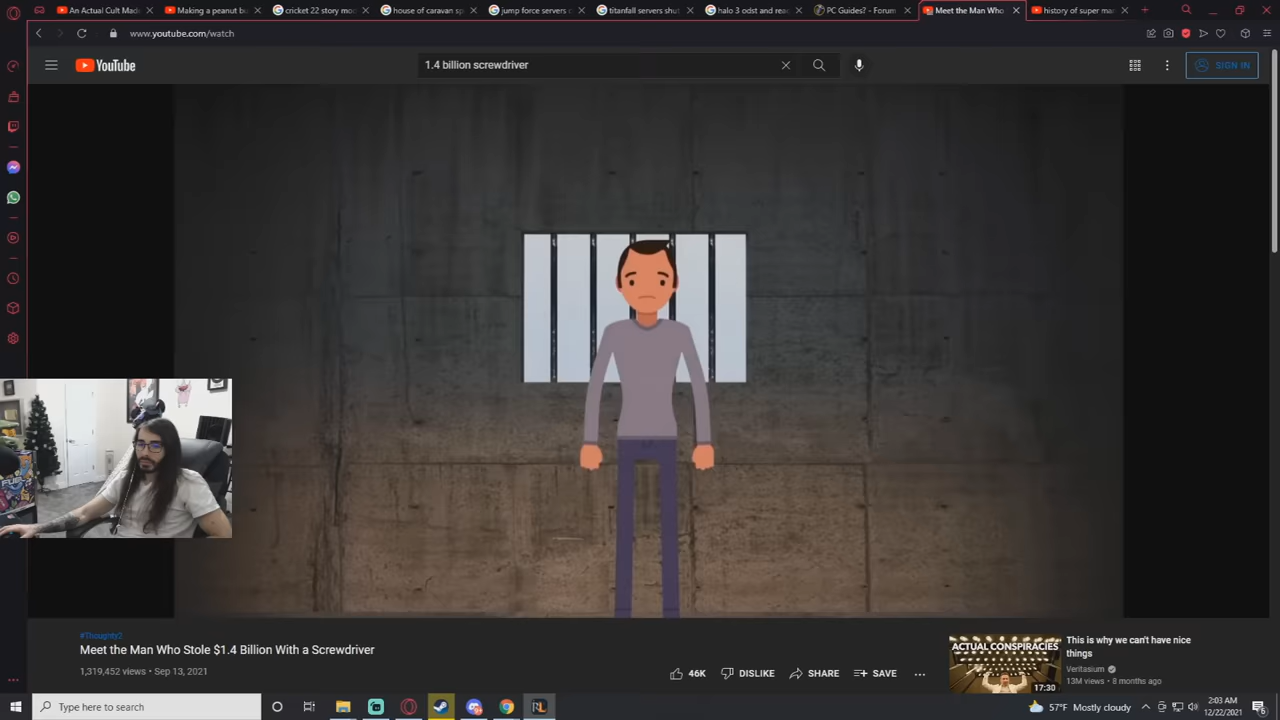 An Actual Cult Mad
Making a peanut bu
cricket 22 story mo
house of caravan sp
jump force servers c
titanfall servers shut
halo 3 odst and rea
PC Guides? - Forum
Meet the Man Who
history of super ma
www.youtube.com/watch
YouTube
1.4 billion screwdriver
SIGN IN
#Thoughty2
Meet the Man Who Stole $1.4 Billion With a Screwdriver
1,319,452 views • Sep 13, 2021
46K
DISLIKE
SHARE
SAVE
ACTUAL CONSPIRACIES
17:30
This is why we can't have nice
things
Veritasium
13M views • 8 months ago
Type here to search
57°F Mostly cloudy
2:03 AM
12/22/2021